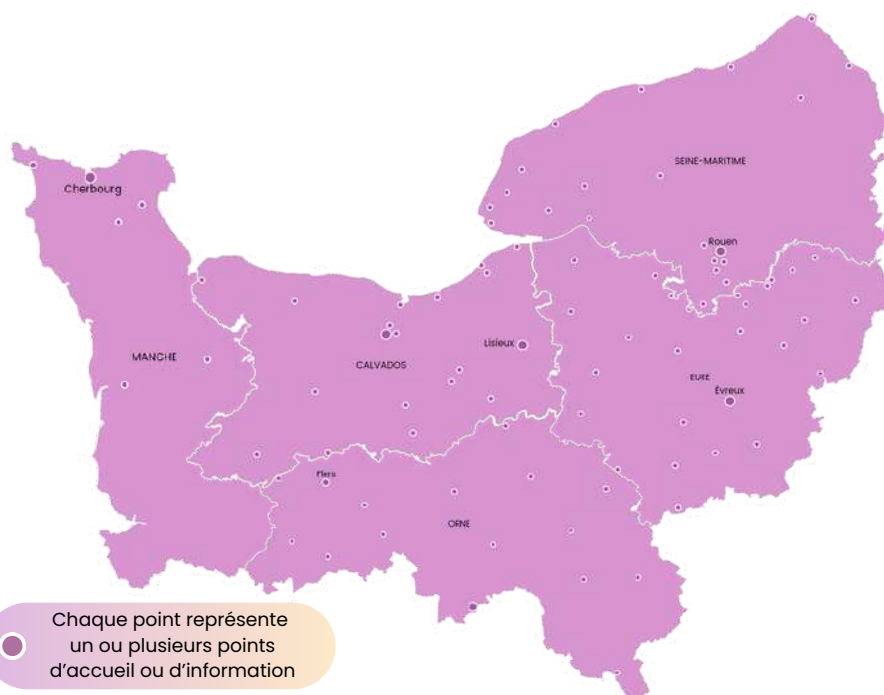 SEINE-MARITIME
Cherbourg
Rouen
MANCHE
CALVADOS
Lisieux
EURE
Évreux
Flers
ORNE
Chaque point représente
un ou plusieurs points
d'accueil ou d'information